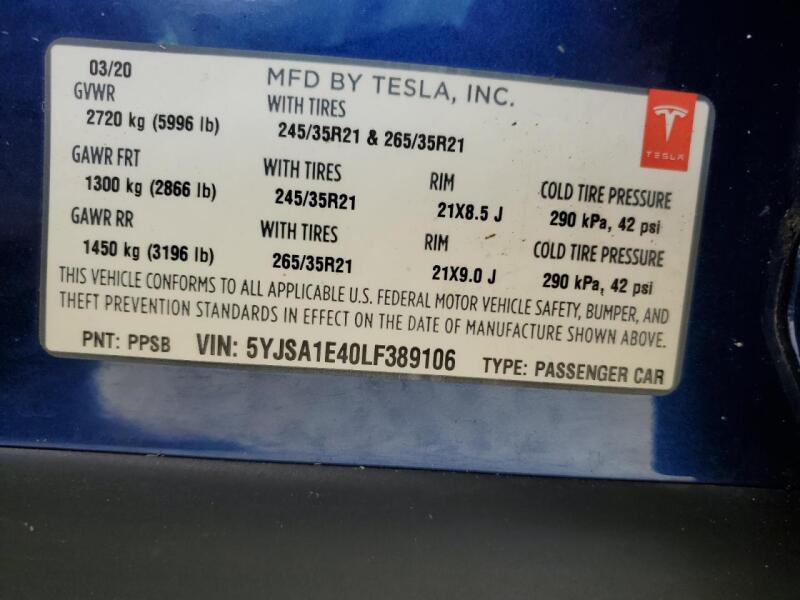 03/20 MFD BY TESLA, INC.
GVWR WITH TIRES
2720 kg (5996 lb) 245/35R21 & 265/35R21
TESLA
GAWR FRT WITH TIRES RIM COLD TIRE PRESSURE
1300 kg (2866 lb) 245/35R21 21X8.5 J 290 kPa, 42 psi
GAWR RR WITH TIRES RIM COLD TIRE PRESSURE
1450 kg (3196 lb) 265/35R21 21X9.0 J 290 kPa, 42 psi
THIS VEHICLE CONFORMS TO ALL APPLICABLE U.S. FEDERAL MOTOR VEHICLE SAFETY, BUMPER, AND
THEFT PREVENTION STANDARDS IN EFFECT ON THE DATE OF MANUFACTURE SHOWN ABOVE.
PNT: PPSB VIN: 5YJSA1E40LF389106 TYPE: PASSENGER CAR